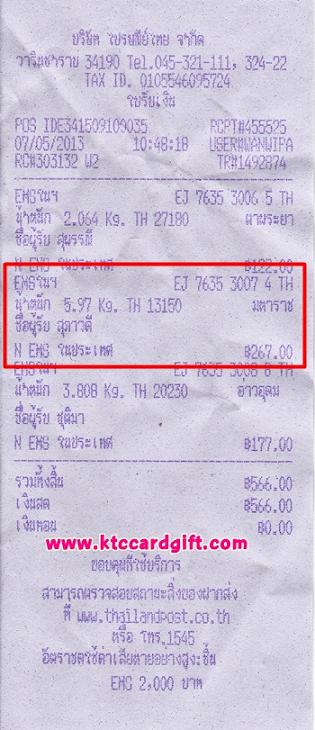 บริษัท ไปรษณีย์ไทย จำกัด
วารินชำราบ 34190 Tel.045-321-111, 324-22
TAX ID. 0105546095724
ใบรับเงิน
POS IDE341509100035 RCPT#455525
07/05/2013 10:48:18 USER#WANWIPA
RC#303132 W2 TR#1492874
EMSในฯ EJ 7635 3006 5 TH
น้ำหนัก 2.064 Kg. TH 27180 ตาพระยา
ชื่อผู้รับ สุพรรณี
N EMS ในประเทศ ฿122.00
EMSในฯ EJ 7635 3007 4 TH
น้ำหนัก 5.97 Kg. TH 13150 มหาราช
ชื่อผู้รับ สุภาวดี
N EMS ในประเทศ ฿267.00
EMSในฯ EJ 7635 3008 8 TH
น้ำหนัก 3.808 Kg. TH 20230 อ่าวอุดม
ชื่อผู้รับ ชุติมา
N EMS ในประเทศ ฿177.00
รวมทั้งสิ้น ฿566.00
เงินสด ฿566.00
เงินทอน ฿0.00
www.ktccardgift.com
ขอบคุณที่ใช้บริการ
สามารถตรวจสอบสถานะสิ่งของฝากส่ง
ที่ www.thailandpost.co.th
หรือ โทร.1545
อัตราชดใช้ค่าเสียหายอย่างสูง:ชิ้น
EMS 2,000 บาท